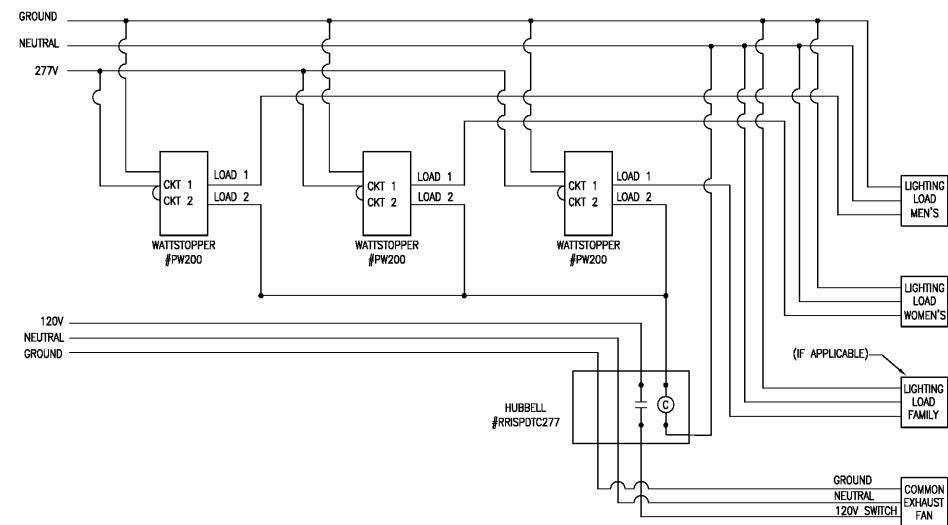 GROUND
NEUTRAL
277V
CKT 1
CKT 2
LOAD 1
LOAD 2
WATTSTOPPER
#PW200
CKT 1
CKT 2
LOAD 1
LOAD 2
WATTSTOPPER
#PW200
CKT 1
CKT 2
LOAD 1
LOAD 2
WATTSTOPPER
#PW200
LIGHTING
LOAD
MEN'S
LIGHTING
LOAD
WOMEN'S
120V
NEUTRAL
GROUND
(IF APPLICABLE)
LIGHTING
LOAD
FAMILY
HUBBELL
#RRISPDTC277
C
GROUND
NEUTRAL
120V SWITCH
COMMON
EXHAUST
FAN